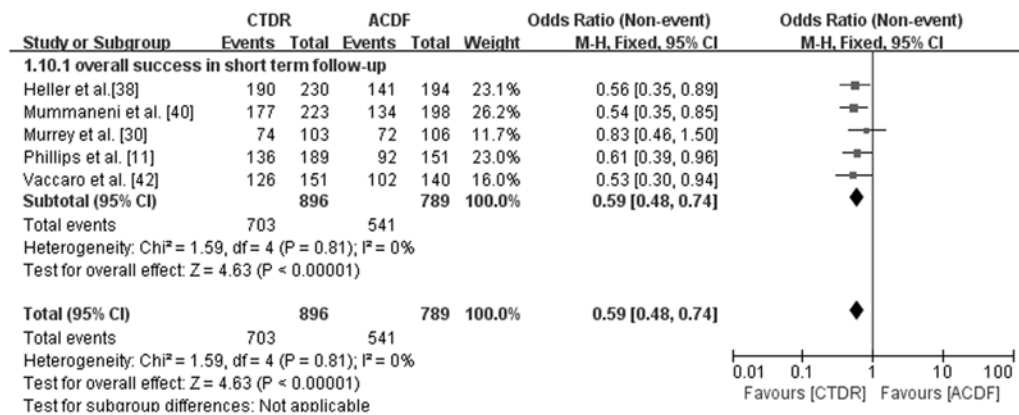 CTDR ACDF Odds Ratio (Non-event) Odds Ratio (Non-event)
Study or Subgroup Events Total Events Total Weight M-H, Fixed, 95% CI M-H, Fixed, 95% CI
1.10.1 overall success in short term follow-up
Heller et al.[38] 190 230 141 194 23.1% 0.56 [0.35, 0.89]
Mummaneni et al. [40] 177 223 134 198 26.2% 0.54 [0.35, 0.85]
Murrey et al. [30] 74 103 72 106 11.7% 0.83 [0.46, 1.50]
Phillips et al. [11] 136 189 92 151 23.0% 0.61 [0.39, 0.96]
Vaccaro et al. [42] 126 151 102 140 16.0% 0.53 [0.30, 0.94]
Subtotal (95% CI) 896 789 100.0% 0.59 [0.48, 0.74]
Total events 703 541
Heterogeneity: Chi² = 1.59, df = 4 (P = 0.81); I² = 0%
Test for overall effect: Z = 4.63 (P < 0.00001)
Total (95% CI) 896 789 100.0% 0.59 [0.48, 0.74]
Total events 703 541
Heterogeneity: Chi² = 1.59, df = 4 (P = 0.81); I² = 0%
Test for overall effect: Z = 4.63 (P < 0.00001)
Test for subgroup differences: Not applicable
0.01 0.1 1 10 100
Favours [CTDR] Favours [ACDF]